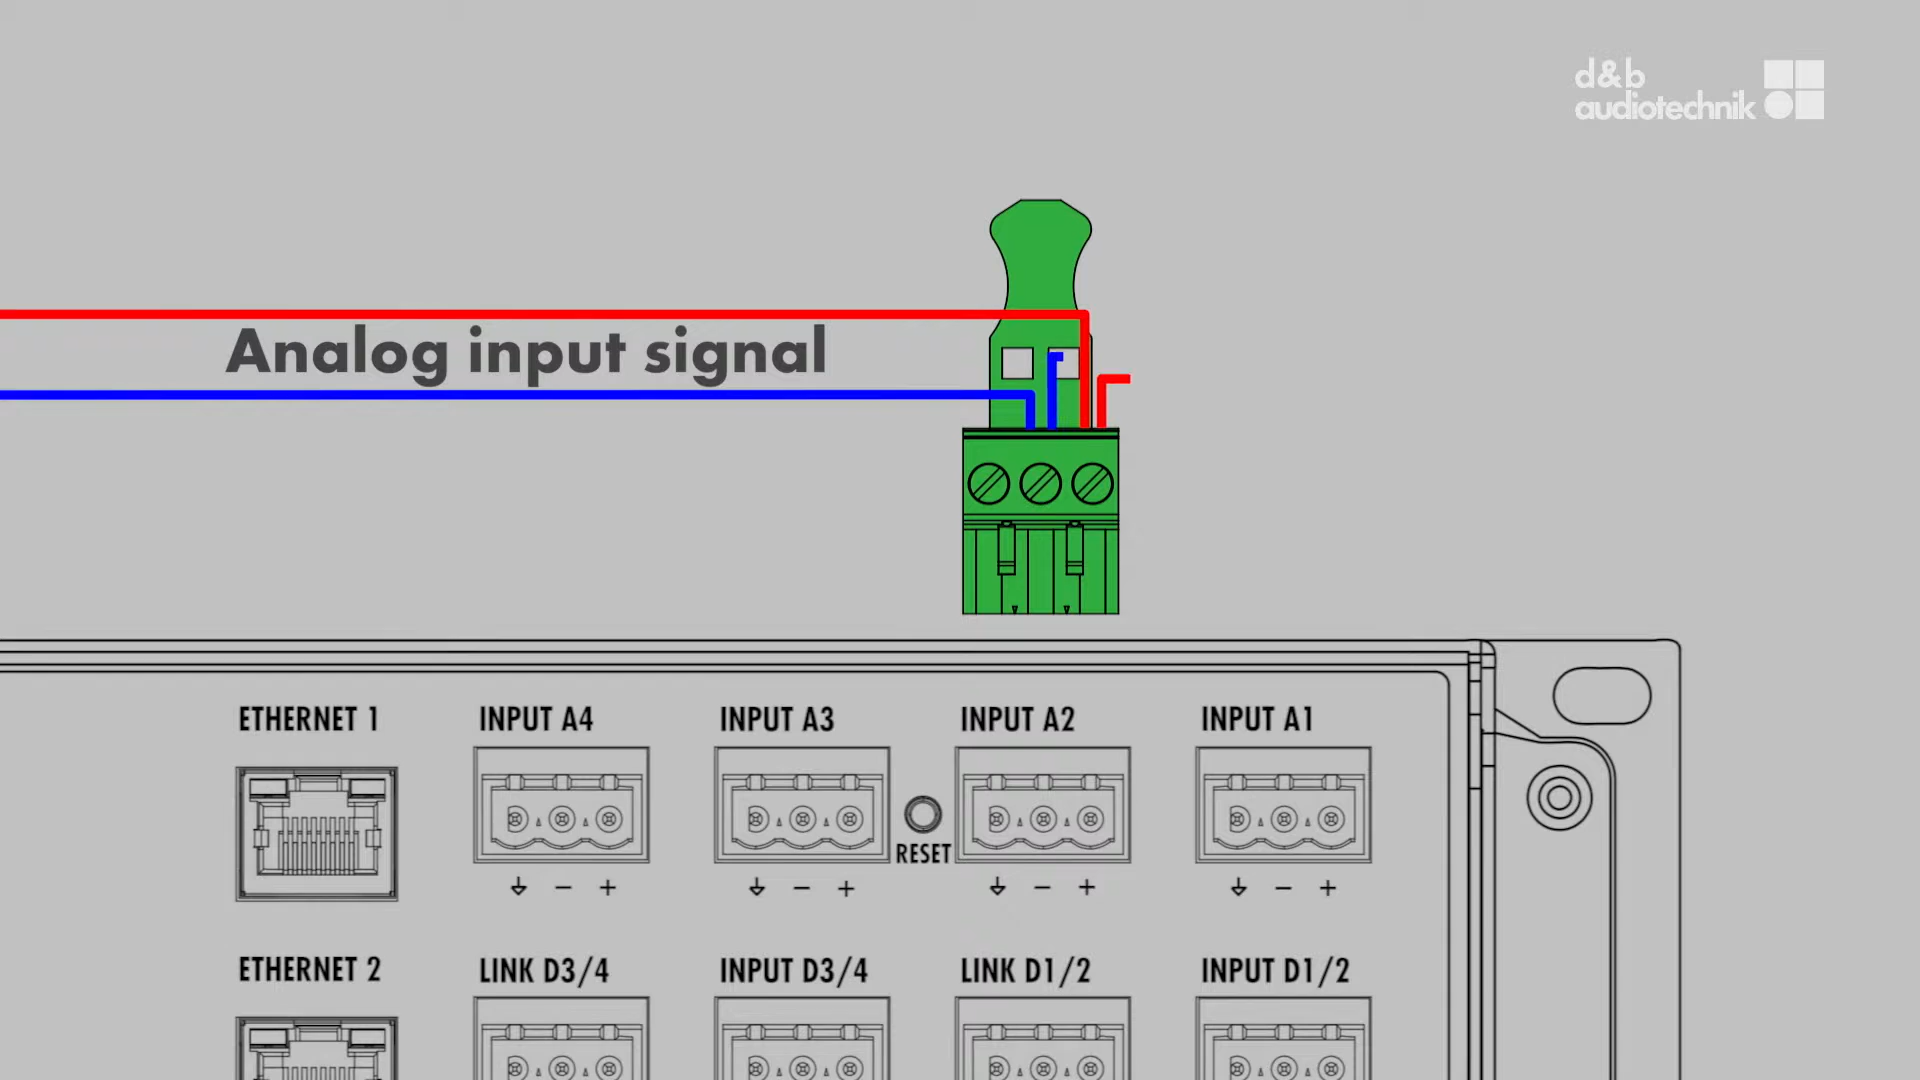 d&b
audiotechnik
Analog input signal
ETHERNET 1
INPUT A4
INPUT A3
INPUT A2
INPUT A1
RESET
− +
− +
− +
− +
ETHERNET 2
LINK D3/4
INPUT D3/4
LINK D1/2
INPUT D1/2